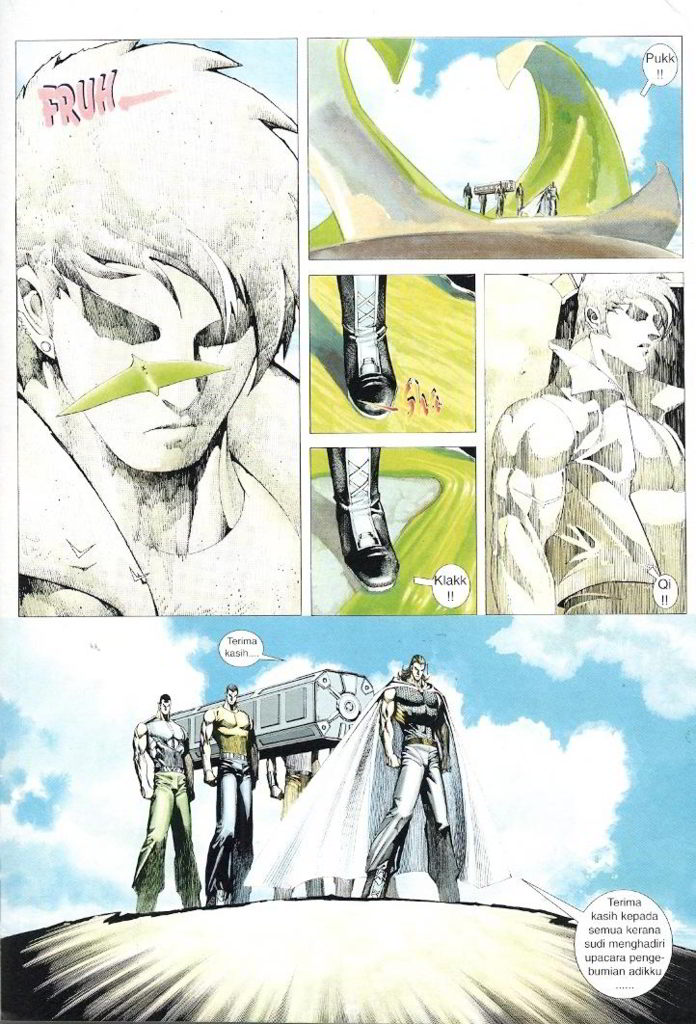 FRUH
Pukk
!!
Klakk
!!
Qi
!!
Terima
kasih....
Terima
kasih kepada
semua kerana
sudi menghadiri
upacara penge-
bumian adikku
......